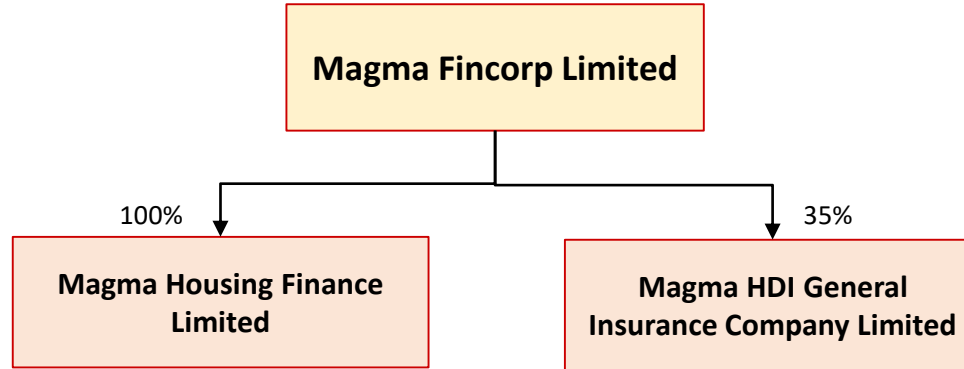 Magma Fincorp Limited
100%
35%
Magma Housing Finance
Limited
Magma HDI General
Insurance Company Limited